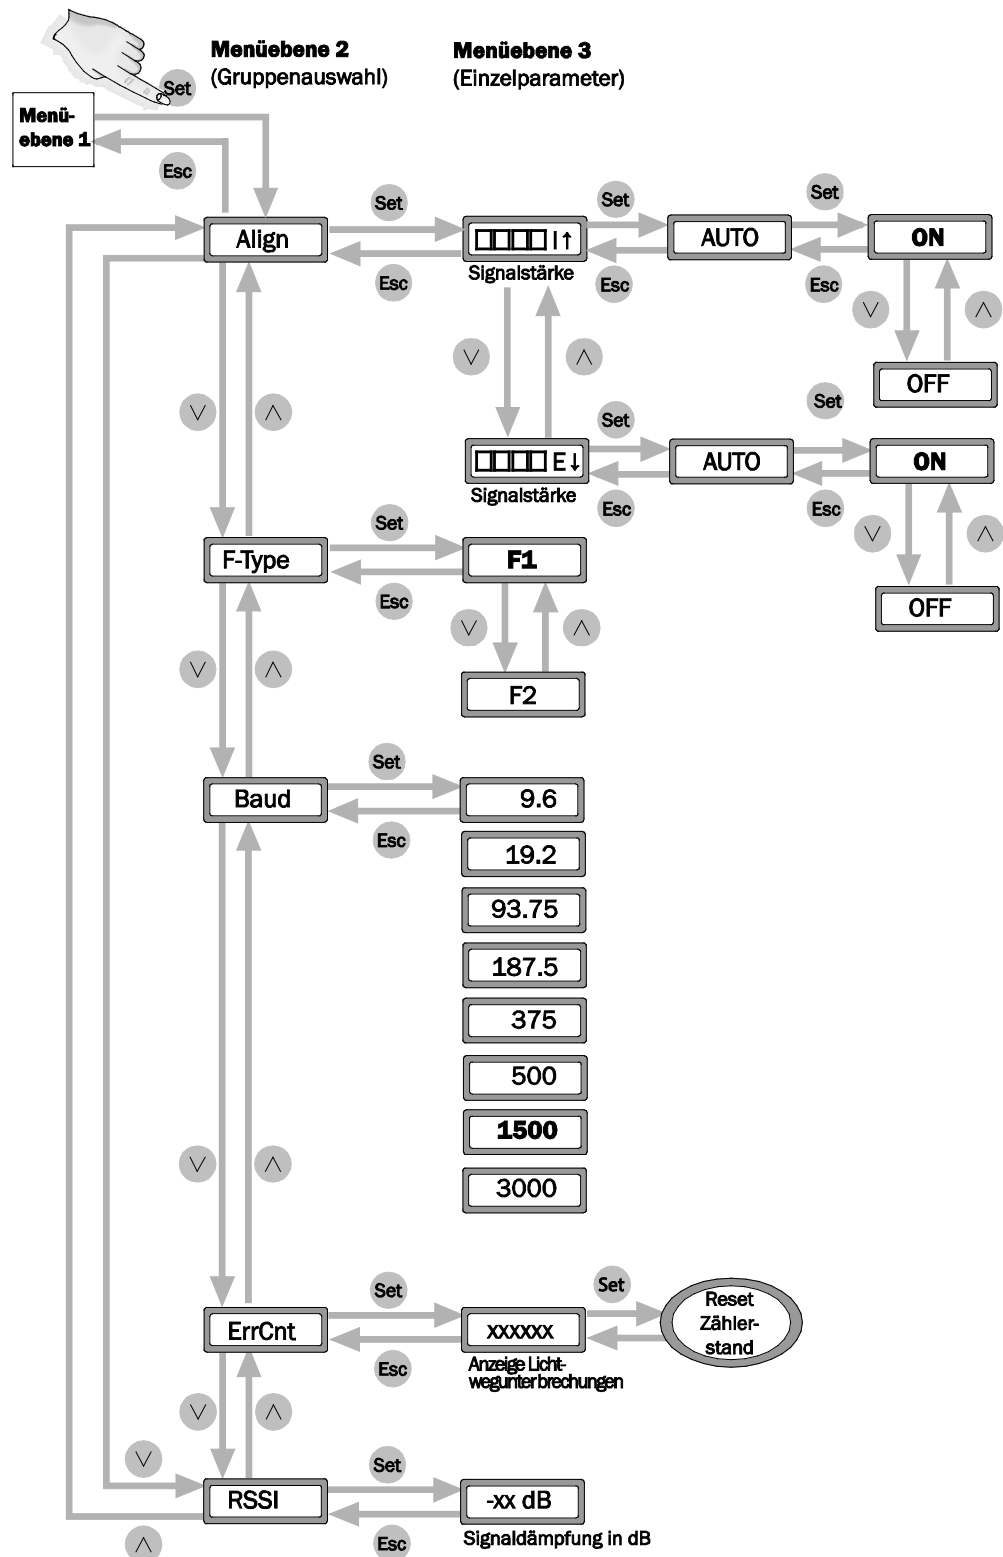 Menüebene 2
(Gruppenauswahl)
Menüebene 3
(Einzelparameter)
Set
Menü-
ebene 1
Esc
Align
Set
Esc
I↑
Signalstärke
Set
Esc
AUTO
Set
Esc
ON
∨
∧
OFF
∨
∧
∨
∧
E↓
Signalstärke
Set
Esc
AUTO
Set
Esc
ON
∨
∧
OFF
F-Type
Set
Esc
F1
∨
∧
F2
∨
∧
Baud
Set
Esc
9.6
19.2
93.75
187.5
375
500
1500
3000
∨
∧
ErrCnt
Set
Esc
xxxxxx
Anzeige Licht-
wegunterbrechungen
Set
Reset
Zähler-
stand
∨
∧
∨
RSSI
∧
Set
Esc
-xx dB
Signaldämpfung in dB